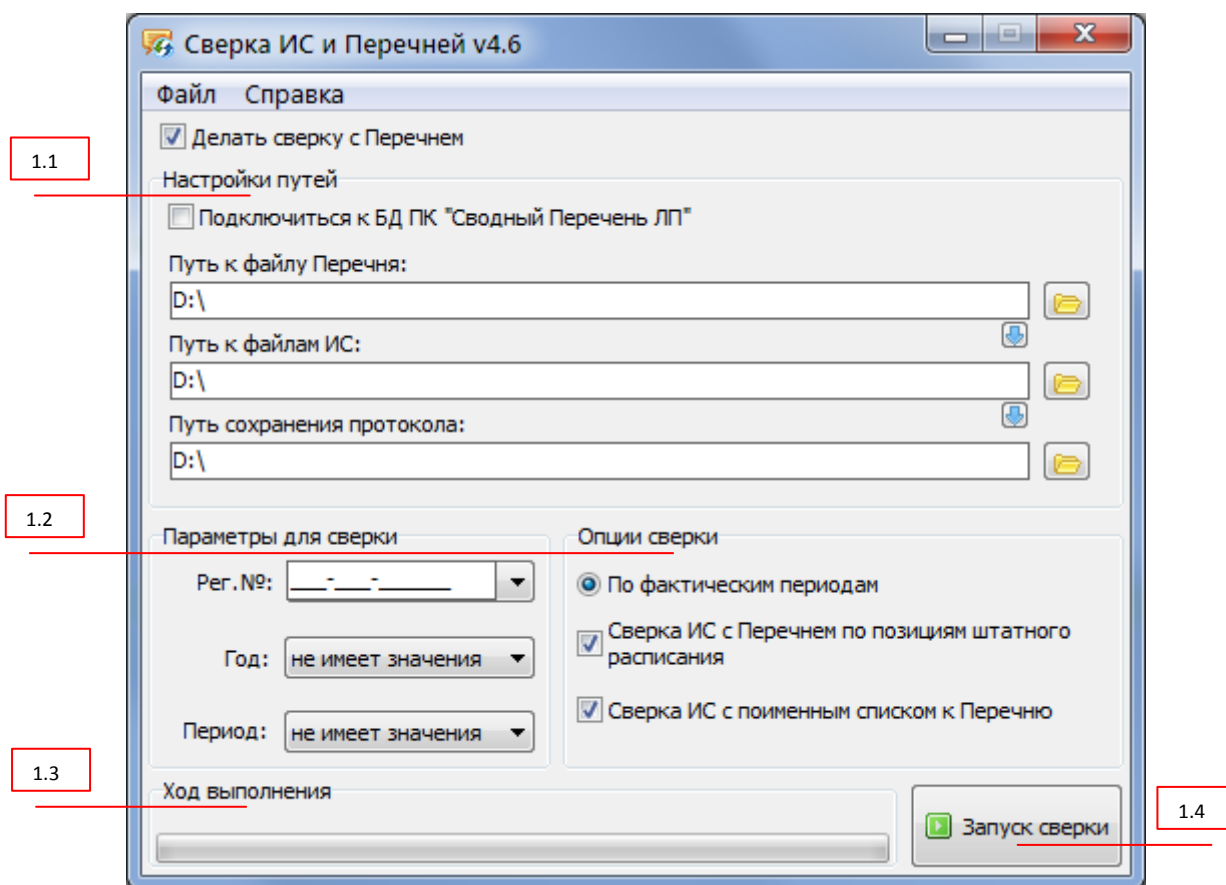 Сверка ИС и Перечней v4.6
Файл Справка
Делать сверку с Перечнем
1.1
Настройки путей
Подключиться к БД ПК "Сводный Перечень ЛП"
Путь к файлу Перечня:
D:\
Путь к файлам ИС:
D:\
Путь сохранения протокола:
D:\
1.2
Параметры для сверки
Рег.№: ___-___-______
Год: не имеет значения
Период: не имеет значения
Опции сверки
По фактическим периодам
Сверка ИС с Перечнем по позициям штатного
расписания
Сверка ИС с поименным списком к Перечню
1.3
Ход выполнения
Запуск сверки
1.4